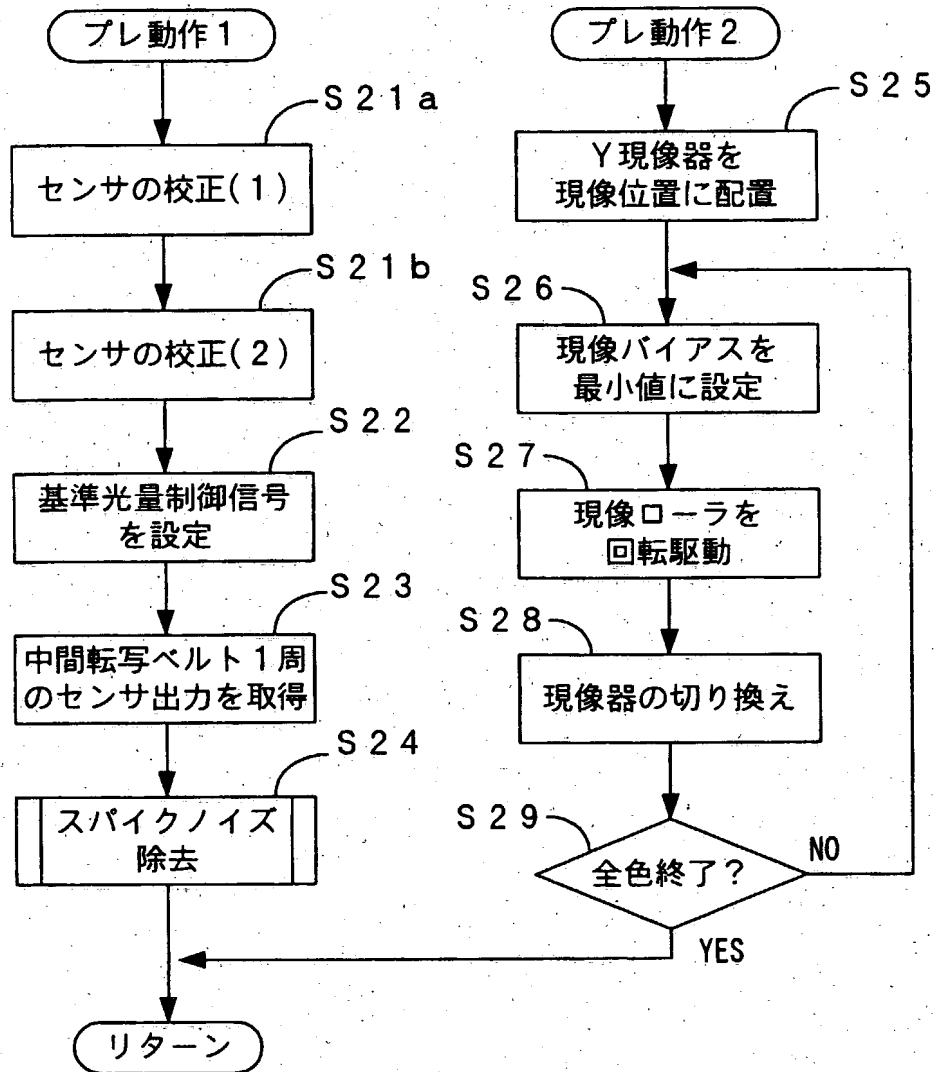 プレ動作1
S21a
センサの校正(1)
S21b
センサの校正(2)
S22
基準光量制御信号
を設定
S23
中間転写ベルト1周
のセンサ出力を取得
S24
スパイクノイズ
除去
リターン
プレ動作2
S25
Y現像器を
現像位置に配置
S26
現像バイアスを
最小値に設定
S27
現像ローラを
回転駆動
S28
現像器の切り換え
S29
全色終了?
NO
YES